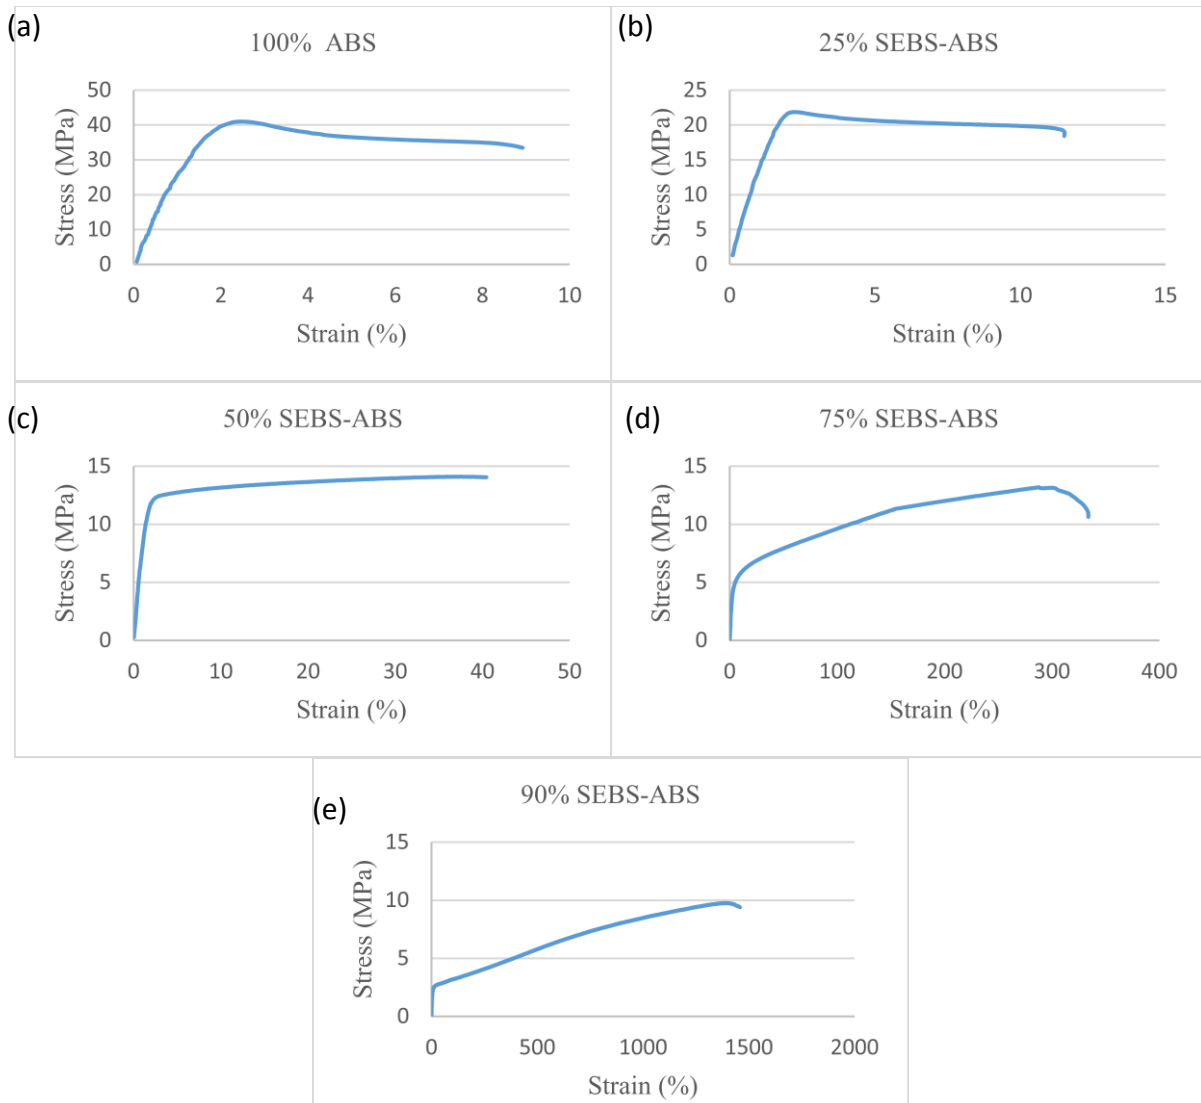 (a)
100% ABS
Stress (MPa)
50
40
30
20
10
0
0 2 4 6 8 10
Strain (%)
(b)
25% SEBS-ABS
Stress (MPa)
25
20
15
10
5
0
0 5 10 15
Strain (%)
(c)
50% SEBS-ABS
Stress (MPa)
15
10
5
0
0 10 20 30 40 50
Strain (%)
(d)
75% SEBS-ABS
Stress (MPa)
15
10
5
0
0 100 200 300 400
Strain (%)
(e)
90% SEBS-ABS
Stress (MPa)
15
10
5
0
0 500 1000 1500 2000
Strain (%)